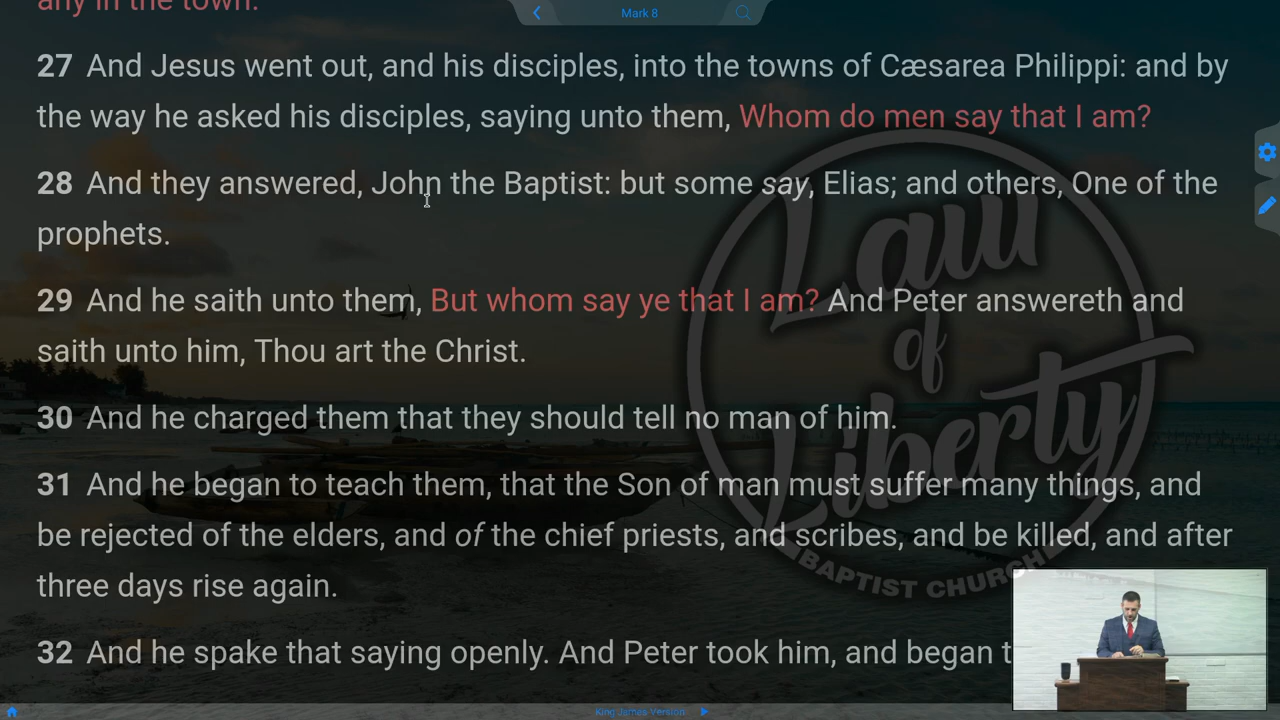 any in the town.
Mark 8
27 And Jesus went out, and his disciples, into the towns of Cæsarea Philippi: and by
the way he asked his disciples, saying unto them, Whom do men say that I am?
28 And they answered, John the Baptist: but some say, Elias; and others, One of the
prophets.
29 And he saith unto them, But whom say ye that I am? And Peter answereth and
saith unto him, Thou art the Christ.
30 And he charged them that they should tell no man of him.
31 And he began to teach them, that the Son of man must suffer many things, and
be rejected of the elders, and of the chief priests, and scribes, and be killed, and after
three days rise again.
32 And he spake that saying openly. And Peter took him, and began t
Law
of
Liberty
BAPTIST CHURCH
King James Version